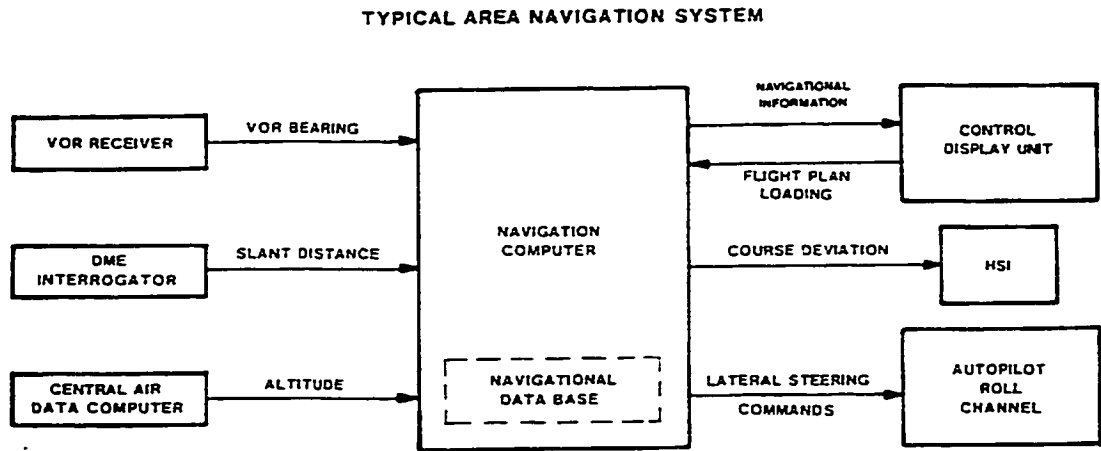 TYPICAL AREA NAVIGATION SYSTEM
VOR RECEIVER
VOR BEARING
NAVIGATIONAL
INFORMATION
CONTROL
DISPLAY UNIT
FLIGHT PLAN
LOADING
DME
INTERROGATOR
SLANT DISTANCE
NAVIGATION
COMPUTER
COURSE DEVIATION
HSI
CENTRAL AIR
DATA COMPUTER
ALTITUDE
NAVIGATIONAL
DATA BASE
LATERAL STEERING
COMMANDS
AUTOPILOT
ROLL
CHANNEL